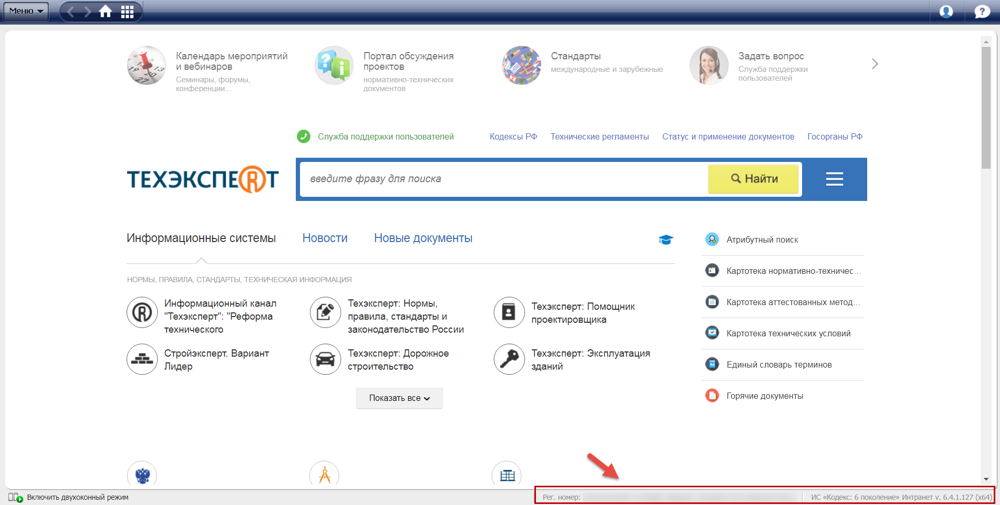 Меню
Календарь мероприятий
и вебинаров
Семинары, форумы,
конференции...
Портал обсуждения
проектов
нормативно-технических
документов
Стандарты
международные и зарубежные
Задать вопрос
Служба поддержки
пользователей
Служба поддержки пользователей
Кодексы РФ
Технические регламенты
Статус и применение документов
Госорганы РФ
ТЕХЭКСПЕRТ
введите фразу для поиска
Найти
Информационные системы
Новости
Новые документы
НОРМЫ, ПРАВИЛА, СТАНДАРТЫ, ТЕХНИЧЕСКАЯ ИНФОРМАЦИЯ
Информационный канал
"Техэксперт": "Реформа
технического
Техэксперт: Нормы,
правила, стандарты и
законодательство России
Техэксперт: Помощник
проектировщика
Стройэксперт. Вариант
Лидер
Техэксперт: Дорожное
строительство
Техэксперт: Эксплуатация
зданий
Показать все
Атрибутный поиск
Картотека нормативно-техничес...
Картотека аттестованных метод...
Картотека технических условий
Единый словарь терминов
Горячие документы
Включить двухоконный режим
Рег. номер:
ИС «Кодекс: 6 поколение» Интранет v. 6.4.1.127 (x64)